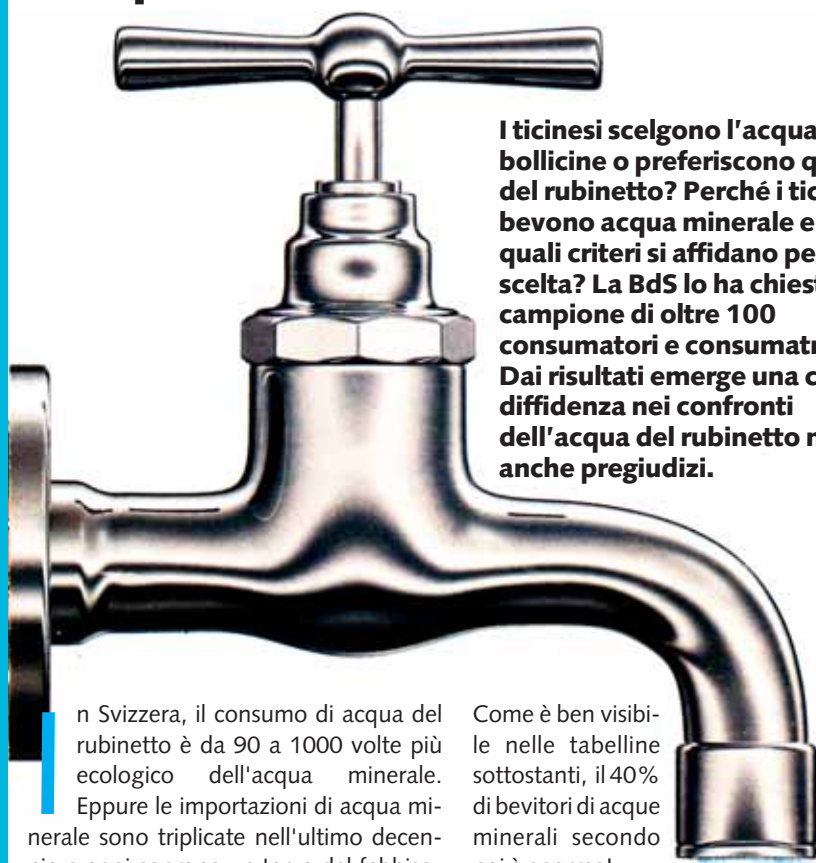 I ticinesi scelgono l'acqua
bollicine o preferiscono
del rubinetto? Perché i
bevono acqua minerale e
quali criteri si affidano
scelta? La BdS lo ha
campione di oltre 100
consumatori e
Dai risultati emerge una
diffidenza nei confronti
dell'acqua del rubinetto
anche pregiudizi.
In Svizzera, il consumo di acqua del
rubinetto è da 90 a 1000 volte più
ecologico dell'acqua minerale.
Eppure le importazioni di acqua mi-
nerale sono triplicate nell'ultimo decen-
Come è ben visibi-
le nelle tabelline
sottostanti, il 40%
di bevitori di acque
minerali secondo